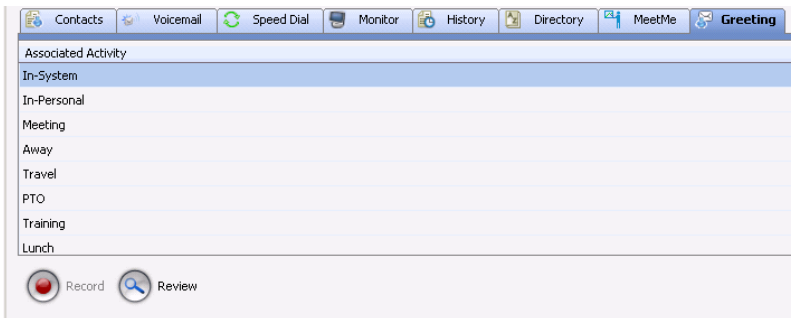 Contacts Voicemail Speed Dial Monitor History Directory MeetMe Greeting
Associated Activity
In-System
In-Personal
Meeting
Away
Travel
PTO
Training
Lunch
Record Review